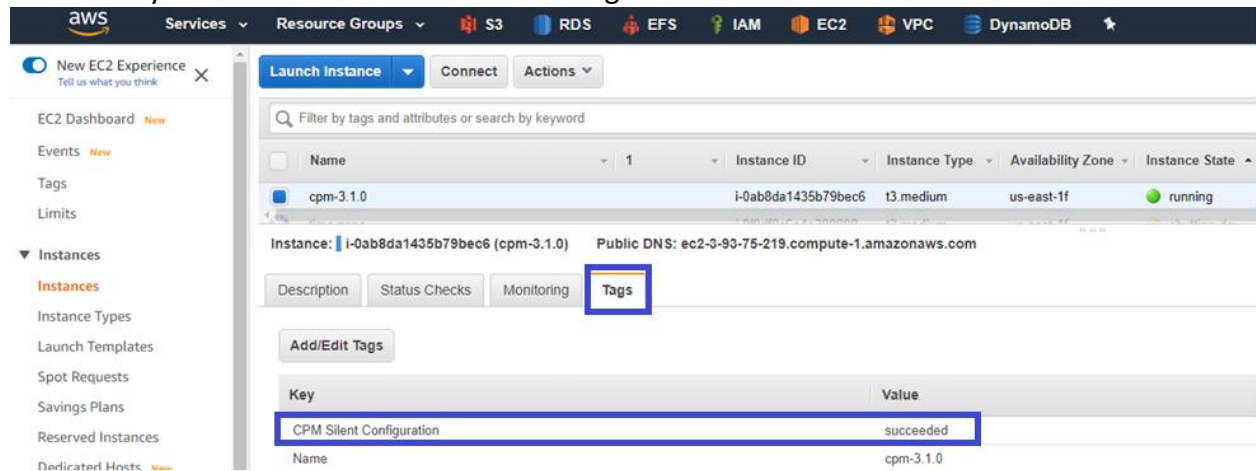 aws Services Resource Groups S3 RDS EFS IAM EC2 VPC DynamoDB
New EC2 Experience
Tell us what you think
Launch Instance Connect Actions
EC2 Dashboard New
Filter by tags and attributes or search by keyword
Events New
Name 1 Instance ID Instance Type Availability Zone Instance State
Tags
cpm-3.1.0 i-0ab8da1435b79bec6 t3.medium us-east-1f running
Limits
Instance: i-0ab8da1435b79bec6 (cpm-3.1.0) Public DNS: ec2-3-93-75-219.compute-1.amazonaws.com
Instances
Instances
Description Status Checks Monitoring Tags
Instance Types
Launch Templates
Add/Edit Tags
Spot Requests
Key Value
Savings Plans
CPM Silent Configuration succeeded
Reserved Instances
Name cpm-3.1.0
Dedicated Hosts New